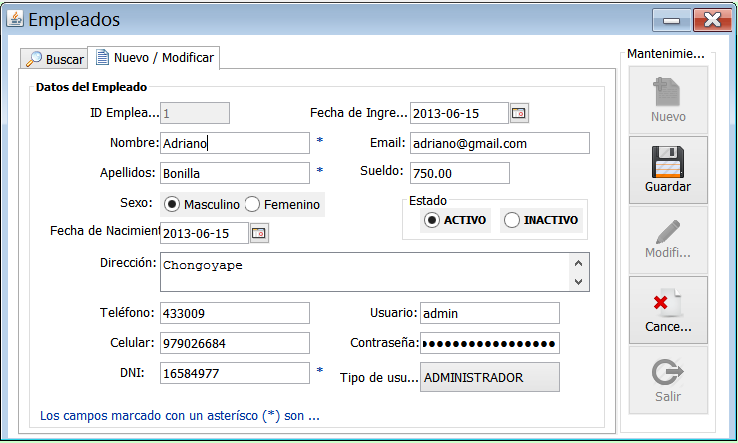 Empleados
Buscar
Nuevo / Modificar
Mantenimie...
Datos del Empleado
ID Emplea... 1 Fecha de Ingre... 2013-06-15
Nombre: Adriano * Email: adriano@gmail.com
Apellidos: Bonilla * Sueldo: 750.00
Sexo: Masculino Femenino
Estado
ACTIVO INACTIVO
Fecha de Nacimient 2013-06-15
Dirección: Chongoyape
Teléfono: 433009 Usuario: admin
Celular: 979026684 Contraseña:
DNI: 16584977 * Tipo de usu... ADMINISTRADOR
Los campos marcado con un asterísco (*) son ...
Nuevo
Guardar
Modifi...
Cance...
Salir